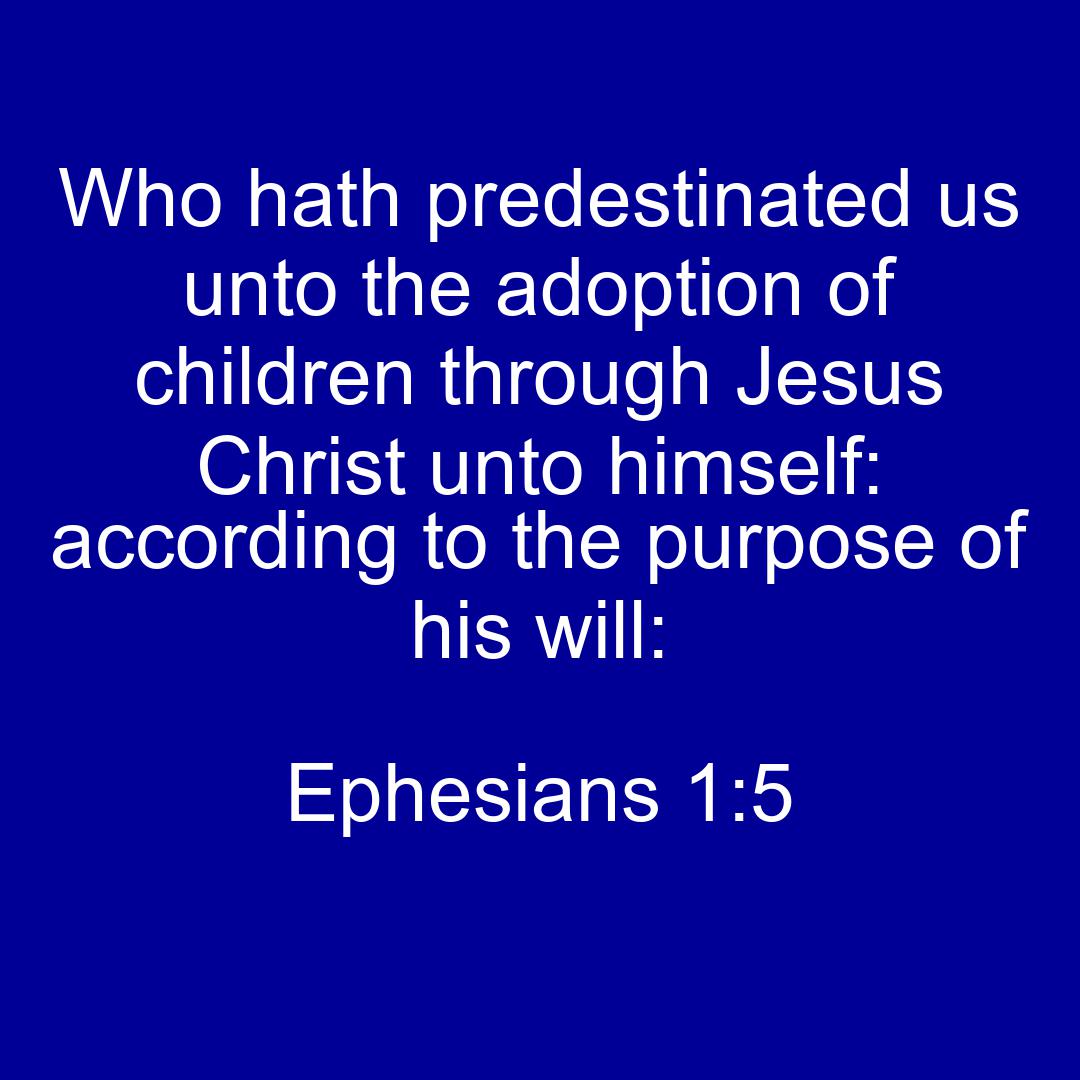 Who hath predestinated us
unto the adoption of
children through Jesus
Christ unto himself:
according to the purpose of
his will:
Ephesians 1:5